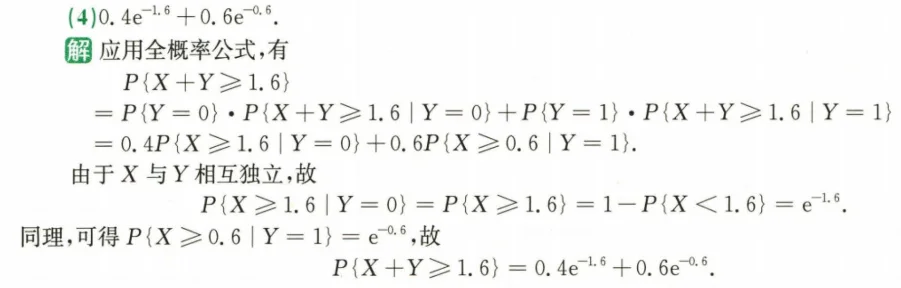 (4)0.4e^{-1.6}+0.6e^{-0.6}.
解 应用全概率公式,有
P{X+Y⩾1.6}
=P{Y=0}·P{X+Y⩾1.6|Y=0}+P{Y=1}·P{X+Y⩾1.6|Y=1}
=0.4P{X⩾1.6|Y=0}+0.6P{X⩾0.6|Y=1}.
由于X与Y相互独立,故
P{X⩾1.6|Y=0}=P{X⩾1.6}=1-P{X<1.6}=e^{-1.6}.
同理,可得P{X⩾0.6|Y=1}=e^{-0.6},故
P{X+Y⩾1.6}=0.4e^{-1.6}+0.6e^{-0.6}.